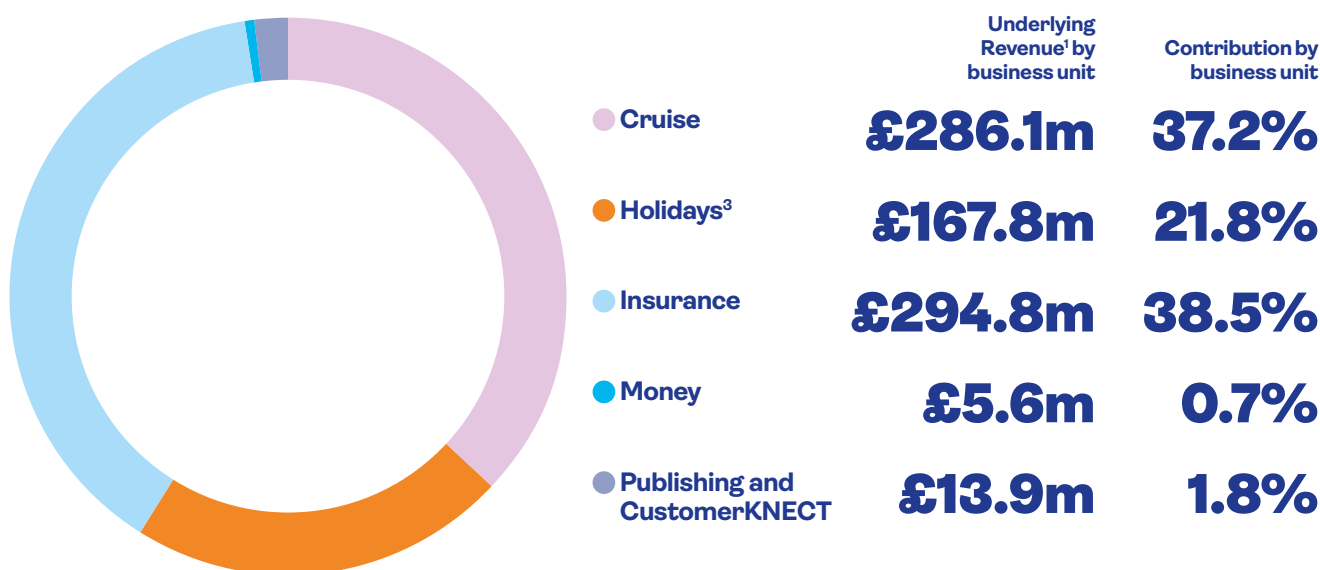 Underlying
Revenue¹ by
business unit
Contribution by
business unit
Cruise
£286.1m
37.2%
Holidays³
£167.8m
21.8%
Insurance
£294.8m
38.5%
Money
£5.6m
0.7%
Publishing and
CustomerKNECT
£13.9m
1.8%